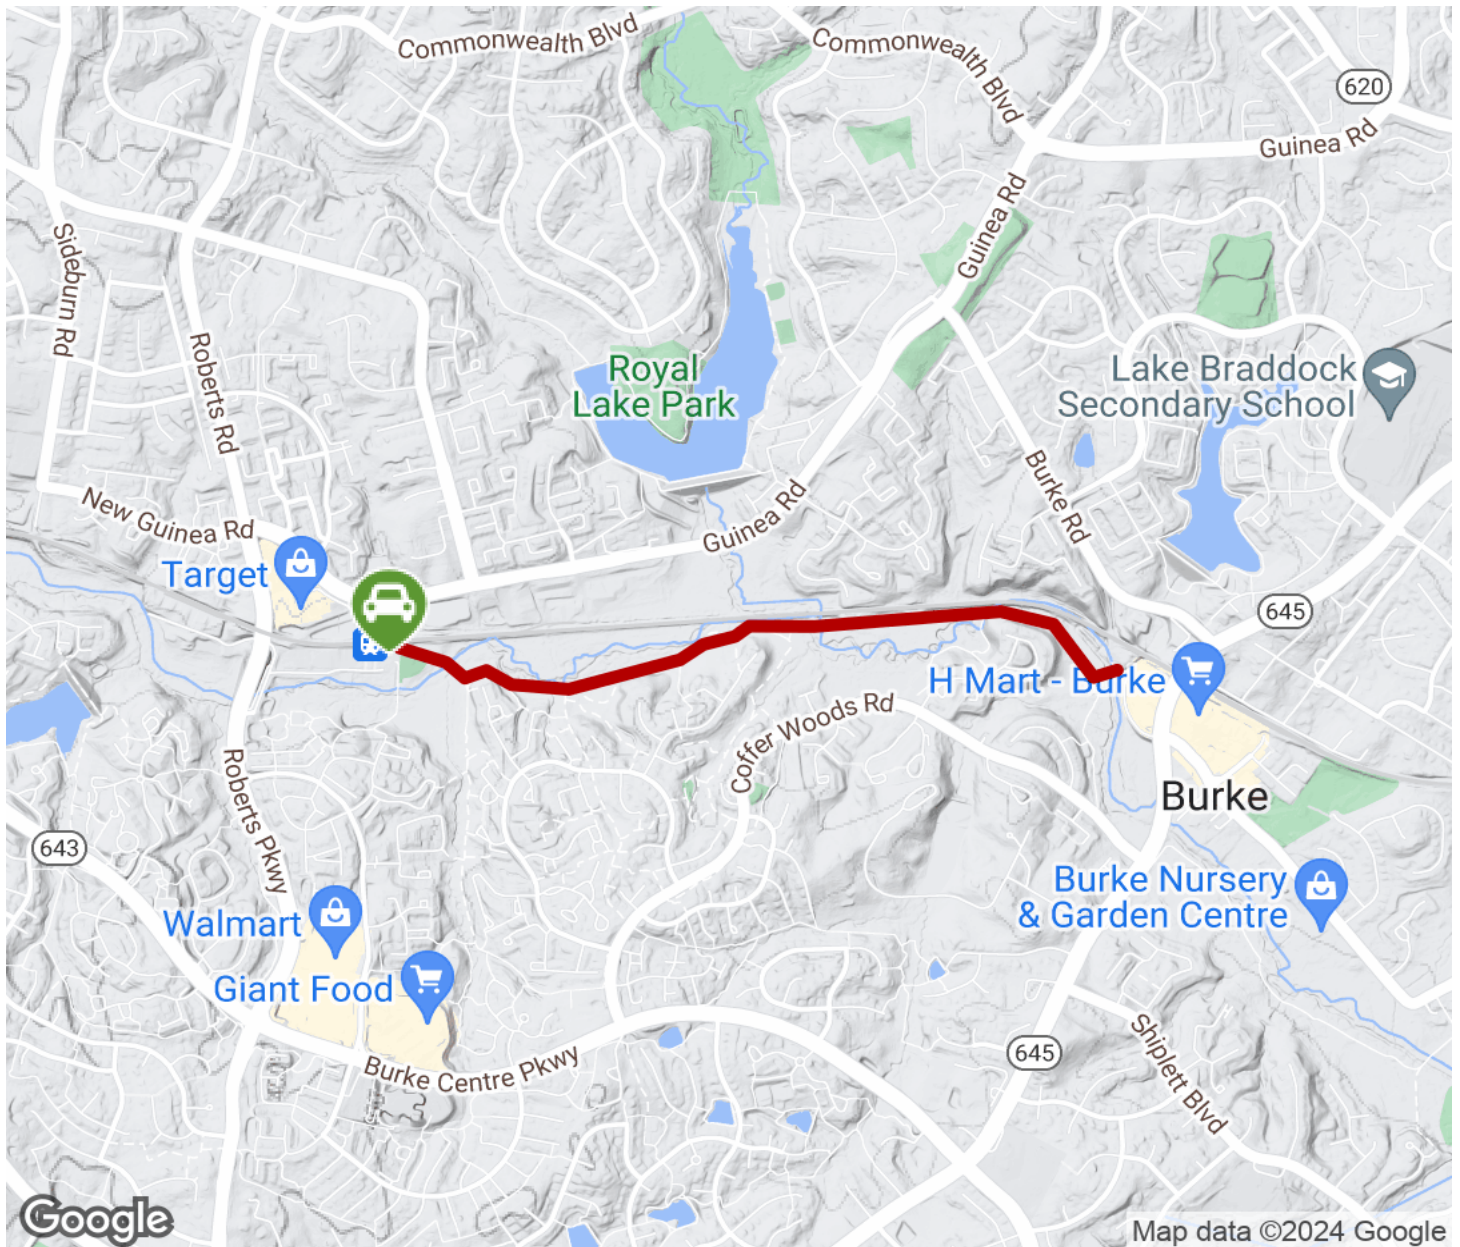 Commonwealth Blvd
Commonwealth Blvd
620
Guinea Rd
Guinea Rd
Sideburn Rd
Roberts Rd
Royal
Lake Park
Lake Braddock
Secondary School
Burke Rd
New Guinea Rd
Guinea Rd
Target
645
H Mart - Burke
Coffer Woods Rd
Roberts Pkwy
Burke
643
Burke Nursery
& Garden Centre
Walmart
Giant Food
Shiplett Blvd
645
Burke Centre Pkwy
Google
Map data ©2024 Google